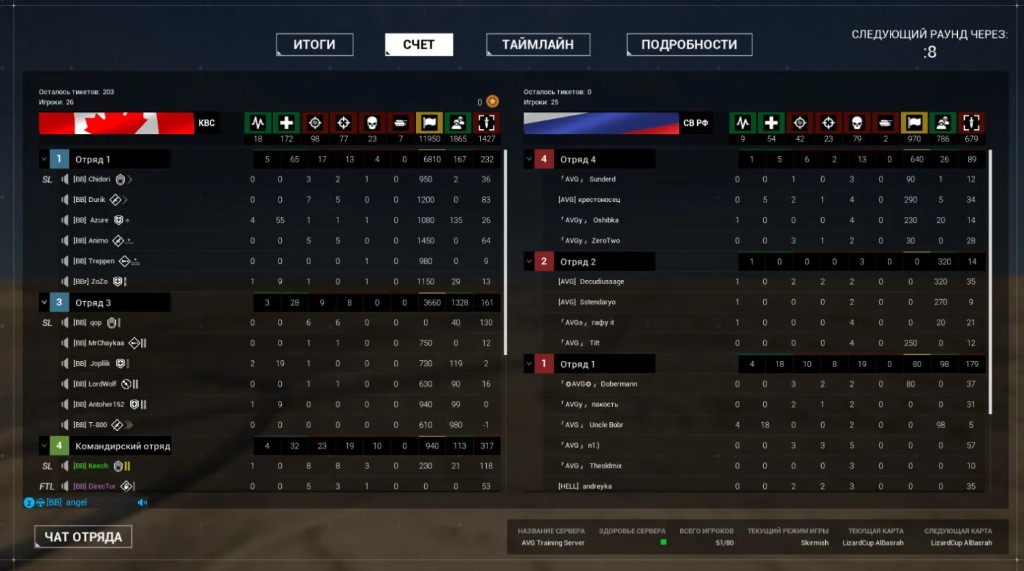 ИТОГИ
СЧЕТ
ТАЙМЛАЙН
ПОДРОБНОСТИ
СЛЕДУЮЩИЙ РАУНД ЧЕРЕЗ:
:8
Осталось тикетов: 203
Игроки: 26
0
КВС
18 172 98 77 23 7 11950 1865 1427
1 Отряд 1 5 65 17 13 4 0 6810 167 232
SL [BB] Chidori 0 0 3 2 1 0 950 2 36
[BB] Durik 0 0 7 5 0 0 1200 0 83
[BB] Azure 4 55 1 1 1 0 1080 135 26
[BB] Animo 0 0 5 5 0 0 1450 0 64
[BB] Treppen 0 0 0 0 1 0 980 0 9
[BBr] ZoZo 1 9 1 0 1 0 1150 29 13
3 Отряд 3 3 28 9 8 0 0 3660 1328 161
SL [BB] qop 0 0 6 6 0 0 0 40 130
[BB] MrChaykaa 0 0 1 1 0 0 750 0 12
[BB] Jopllik 2 19 1 0 0 0 730 119 2
[BB] LordWolf 0 0 1 1 0 0 630 90 16
[BB] Antoher152 1 9 0 0 0 0 940 99 0
[BB] T-800 0 0 0 0 0 0 610 980 -1
4 Командирский отряд 4 32 23 19 10 0 940 113 317
SL [BB] Keech 1 0 8 8 3 0 230 21 118
FTL [BB] DirecTor 0 0 5 3 1 0 0 0 53
2 [BB] angel
ЧАТ ОТРЯДА
Осталось тикетов: 0
Игроки: 25
СВ РФ
9 54 42 23 79 2 970 786 679
4 Отряд 4 1 5 6 2 13 0 640 26 89
「AVG」 Sunderd 0 0 1 0 3 0 90 1 12
[AVG] крестоносец 0 5 2 1 4 0 290 5 34
「AVGy」 Oshibka 1 0 0 0 4 0 230 20 14
「AVGy」 ZeroTwo 0 0 3 1 2 0 30 0 28
2 Отряд 2 1 0 0 0 3 0 0 320 14
[AVG] Decudiussage 1 0 2 2 2 0 0 320 35
[AVG] Sstendaryo 0 0 0 0 2 0 0 270 9
「AVGэ」 гафу it 1 0 0 0 4 0 0 20 21
「AVG」 Tilt 0 0 0 0 4 0 250 0 12
1 Отряд 1 4 18 10 8 19 0 80 98 179
「✪AVG✪」 Dobermann 0 0 3 2 2 0 80 0 37
「AVGy」 пакость 0 0 2 1 2 0 0 0 31
「AVG」 Uncle Bobr 4 18 0 0 2 0 0 98 5
「AVG」 n1:) 0 0 3 3 5 0 0 0 57
「AVG」 Theoldmix 0 0 0 0 3 0 0 0 10
[HELL] andreyka 0 0 2 2 3 0 0 0 35
НАЗВАНИЕ СЕРВЕРА ЗДОРОВЬЕ СЕРВЕРА ВСЕГО ИГРОКОВ ТЕКУЩИЙ РЕЖИМ ИГРЫ ТЕКУЩАЯ КАРТА СЛЕДУЮЩАЯ КАРТА
AVG Training Server 51/80 Skirmish LizardCup AlBasrah LizardCup AlBasrah